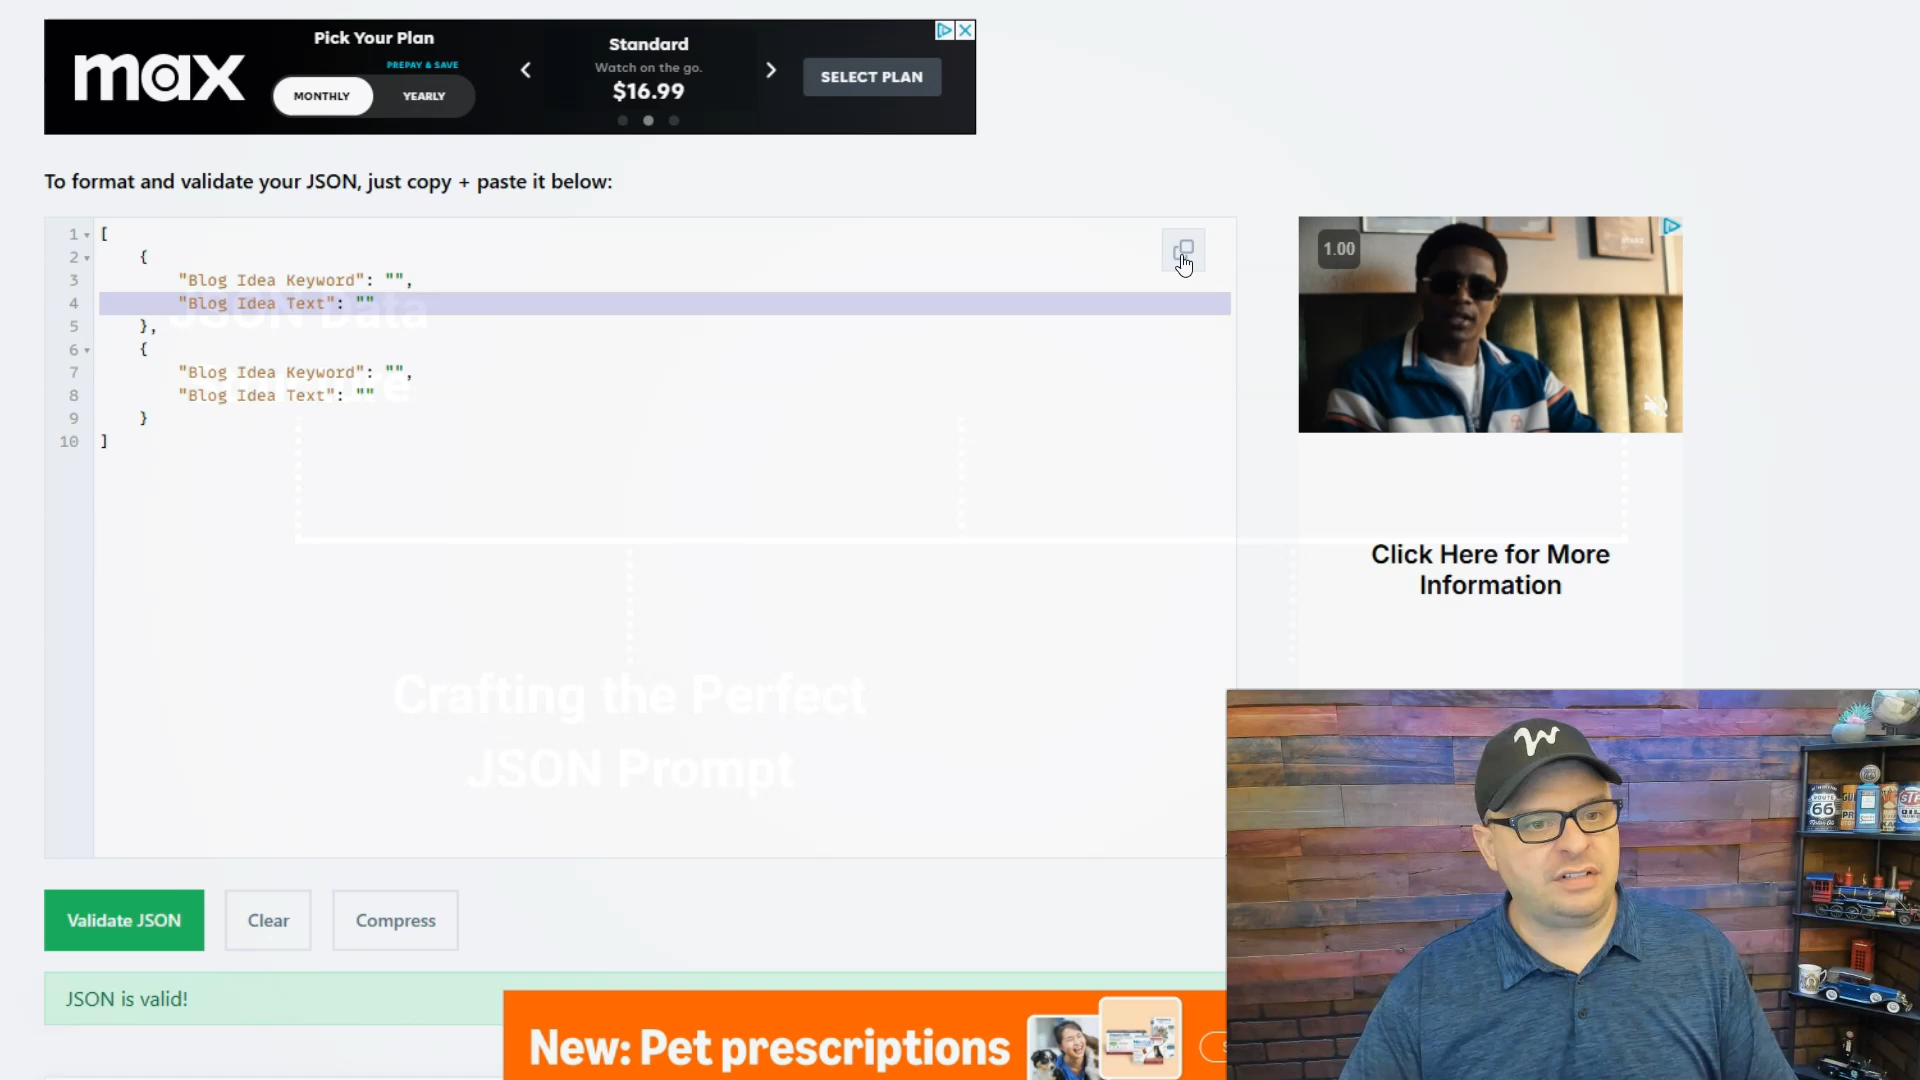 max
Pick Your Plan
PREPAY & SAVE
MONTHLY
YEARLY
Standard
Watch on the go.
$16.99
SELECT PLAN
To format and validate your JSON, just copy + paste it below:
1 [
2 {
3 "Blog Idea Keyword": "",
4 "Blog Idea Text": ""
5 },
6 {
7 "Blog Idea Keyword": "",
8 "Blog Idea Text": ""
9 }
10 ]
JSON Data
Crafting the Perfect
JSON Prompt
1.00
Click Here for More
Information
Validate JSON
Clear
Compress
JSON is valid!
New: Pet prescriptions
ROUTE
66